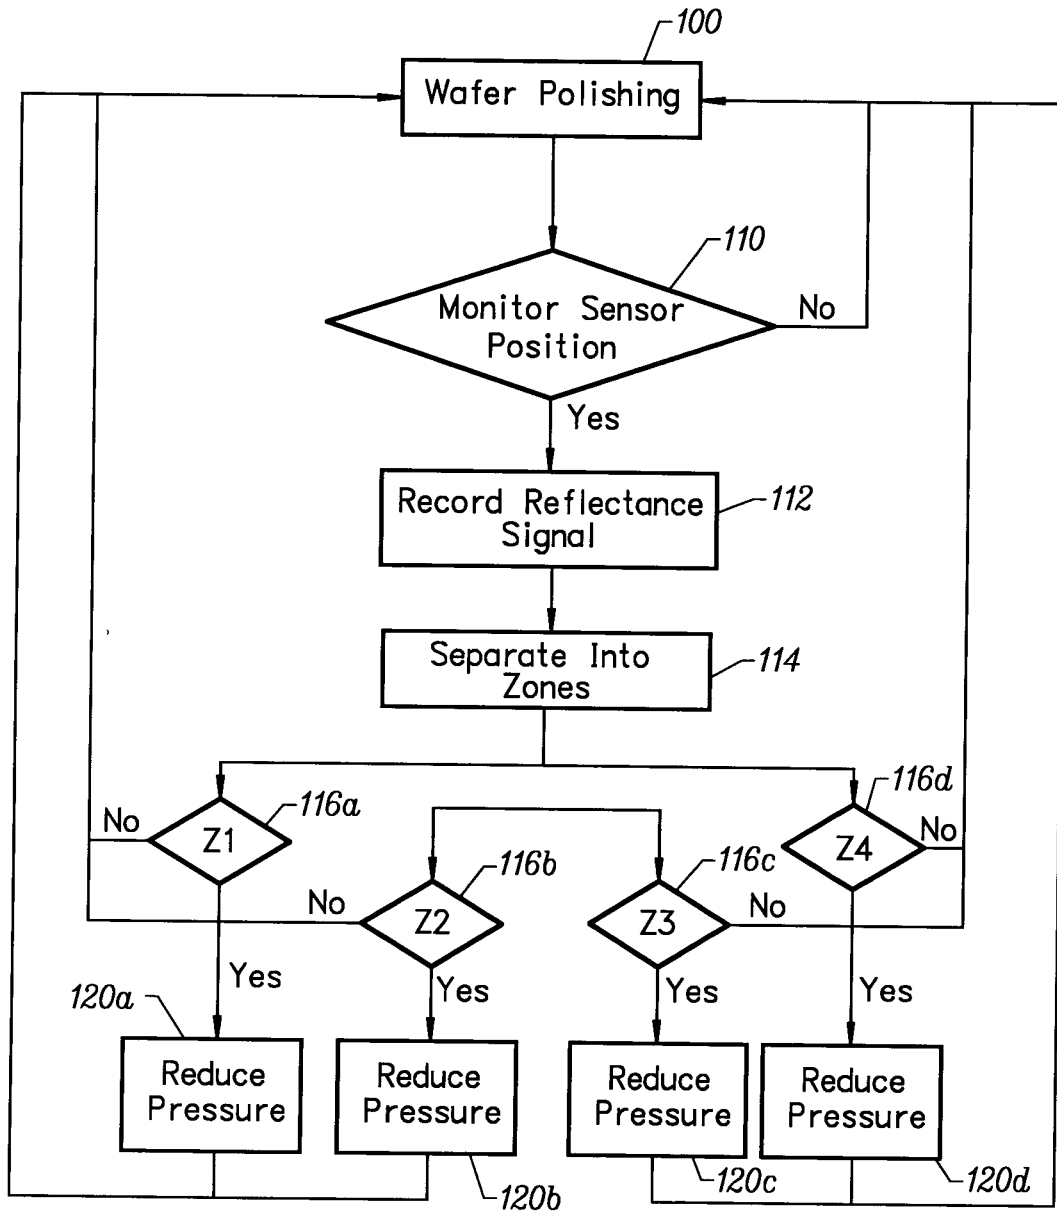 100
Wafer Polishing
110
Monitor Sensor
Position
No
Yes
Record Reflectance
Signal
112
Separate Into
Zones
114
116a
116d
No
Z1
Z4
No
116b
116c
No
Z2
Z3
No
Yes
Yes
Yes
Yes
120a
Reduce
Pressure
Reduce
Pressure
Reduce
Pressure
Reduce
Pressure
120b
120c
120d